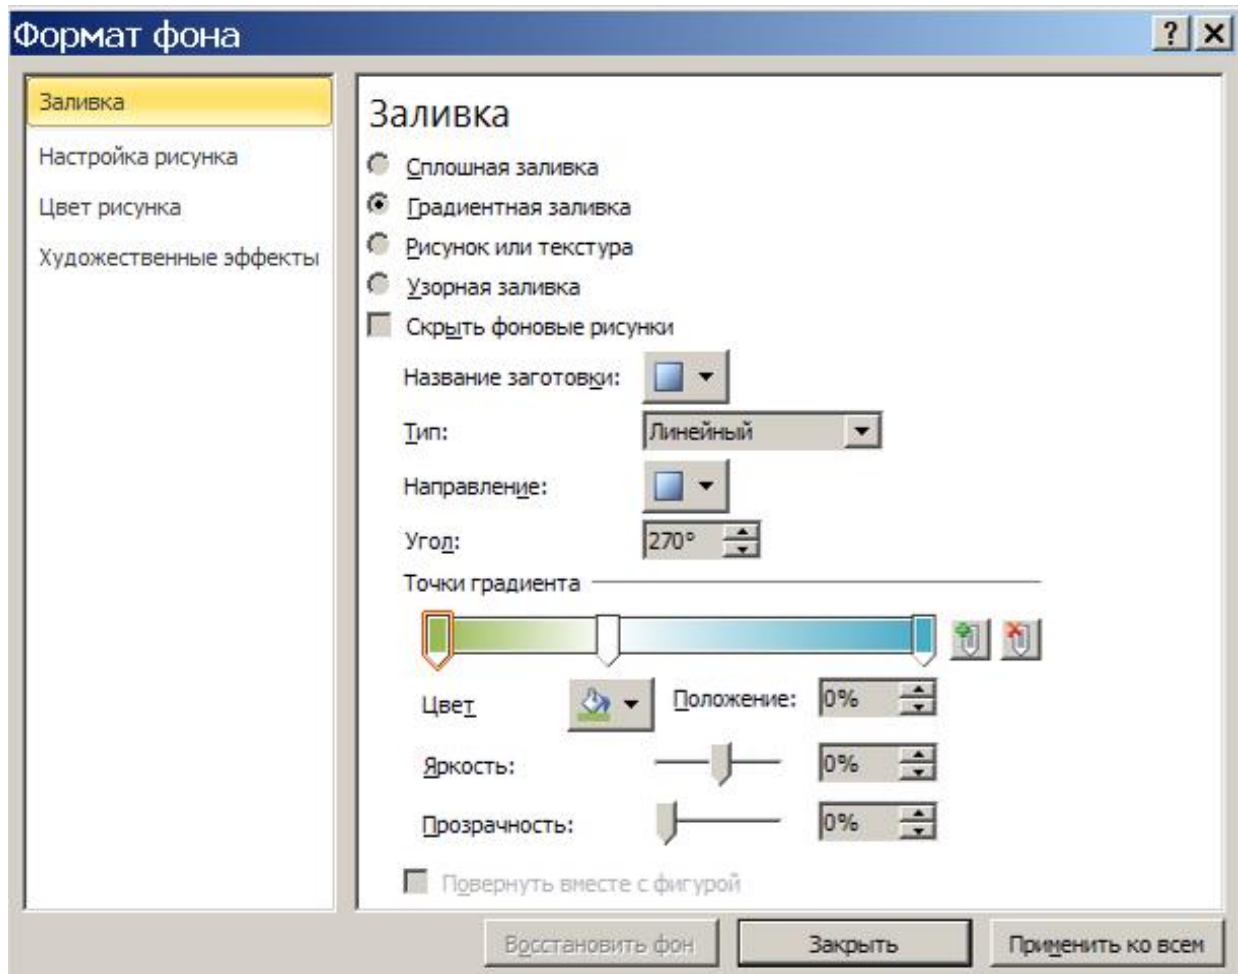 Формат фона
Заливка
Настройка рисунка
Цвет рисунка
Художественные эффекты
Заливка
Сплошная заливка
Градиентная заливка
Рисунок или текстура
Узорная заливка
Скрыть фоновые рисунки
Название заготовки:
Тип: Линейный
Направление:
Угол: 270°
Точки градиента
Цвет Положение: 0%
Яркость: 0%
Прозрачность: 0%
Повернуть вместе с фигурой
Восстановить фон Закрыть Применить ко всем